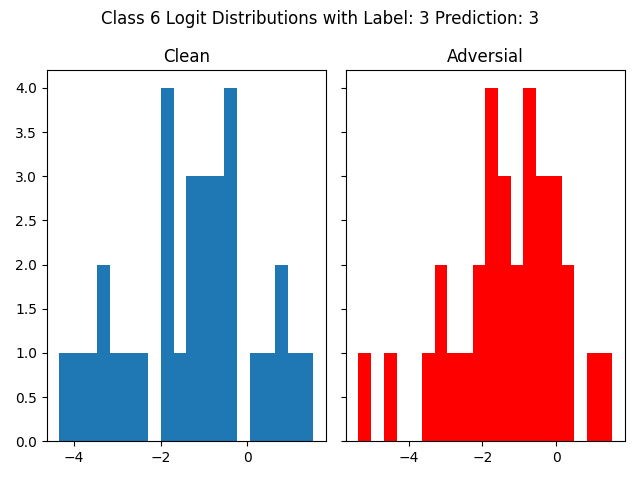 Class 6 Logit Distributions with Label: 3 Prediction: 3
Clean
Adversial
4.0
3.5
3.0
2.5
2.0
1.5
1.0
0.5
0.0
−4 −2 0
−4 −2 0